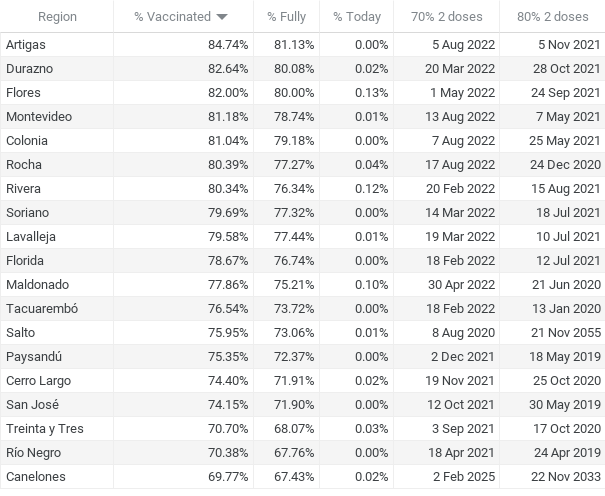 Region % Vaccinated % Fully % Today 70% 2 doses 80% 2 doses
Artigas 84.74% 81.13% 0.00% 5 Aug 2022 5 Nov 2021
Durazno 82.64% 80.08% 0.02% 20 Mar 2022 28 Oct 2021
Flores 82.00% 80.00% 0.13% 1 May 2022 24 Sep 2021
Montevideo 81.18% 78.74% 0.01% 13 Aug 2022 7 May 2021
Colonia 81.04% 79.18% 0.00% 7 Aug 2022 25 May 2021
Rocha 80.39% 77.27% 0.04% 17 Aug 2022 24 Dec 2020
Rivera 80.34% 76.34% 0.12% 20 Feb 2022 15 Aug 2021
Soriano 79.69% 77.32% 0.00% 14 Mar 2022 18 Jul 2021
Lavalleja 79.58% 77.44% 0.01% 19 Mar 2022 10 Jul 2021
Florida 78.67% 76.74% 0.00% 18 Feb 2022 12 Jul 2021
Maldonado 77.86% 75.21% 0.10% 30 Apr 2022 21 Jun 2020
Tacuarembó 76.54% 73.72% 0.00% 18 Feb 2022 13 Jan 2020
Salto 75.95% 73.06% 0.01% 8 Aug 2020 21 Nov 2055
Paysandú 75.35% 72.37% 0.00% 2 Dec 2021 18 May 2019
Cerro Largo 74.40% 71.91% 0.02% 19 Nov 2021 25 Oct 2020
San José 74.15% 71.90% 0.00% 12 Oct 2021 30 May 2019
Treinta y Tres 70.70% 68.07% 0.03% 3 Sep 2021 17 Oct 2020
Río Negro 70.38% 67.76% 0.00% 18 Apr 2021 24 Apr 2019
Canelones 69.77% 67.43% 0.02% 2 Feb 2025 22 Nov 2033